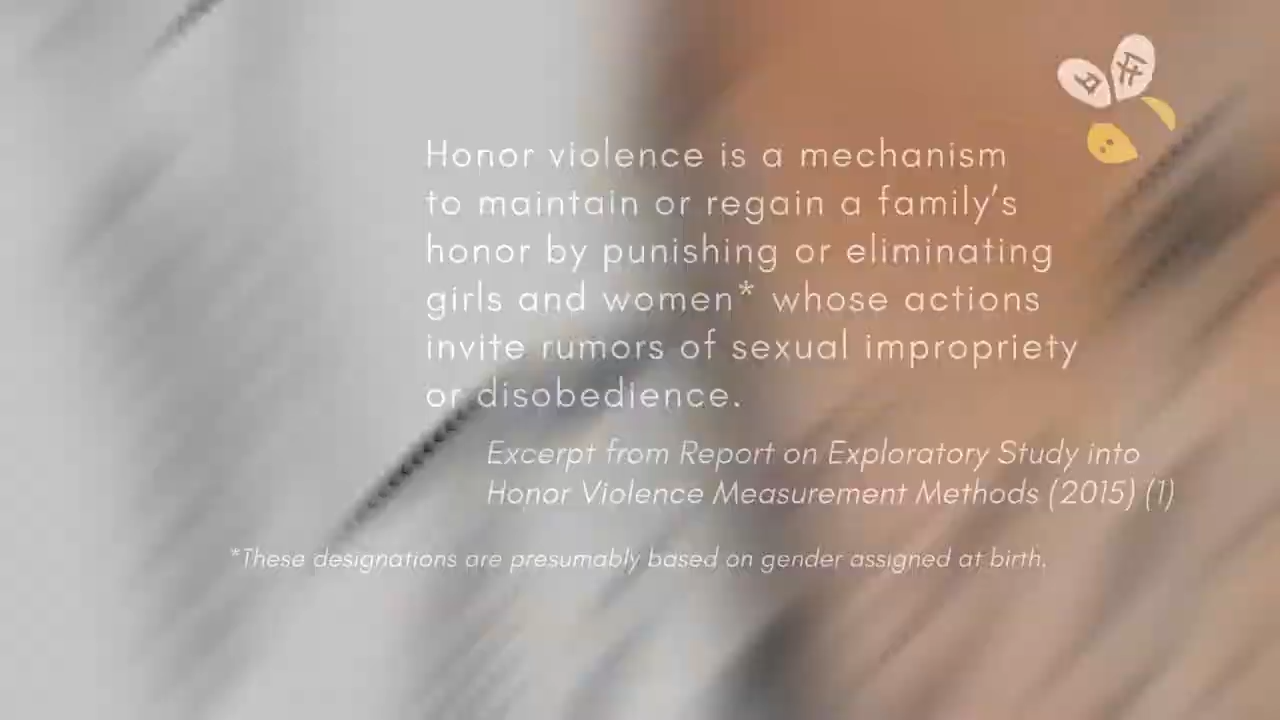 Honor violence is a mechanism
to maintain or regain a family's
honor by punishing or eliminating
girls and women* whose actions
invite rumors of sexual impropriety
or disobedience.
Excerpt from Report on Exploratory Study into
Honor Violence Measurement Methods (2015) (1)
*These designations are presumably based on gender assigned at birth.